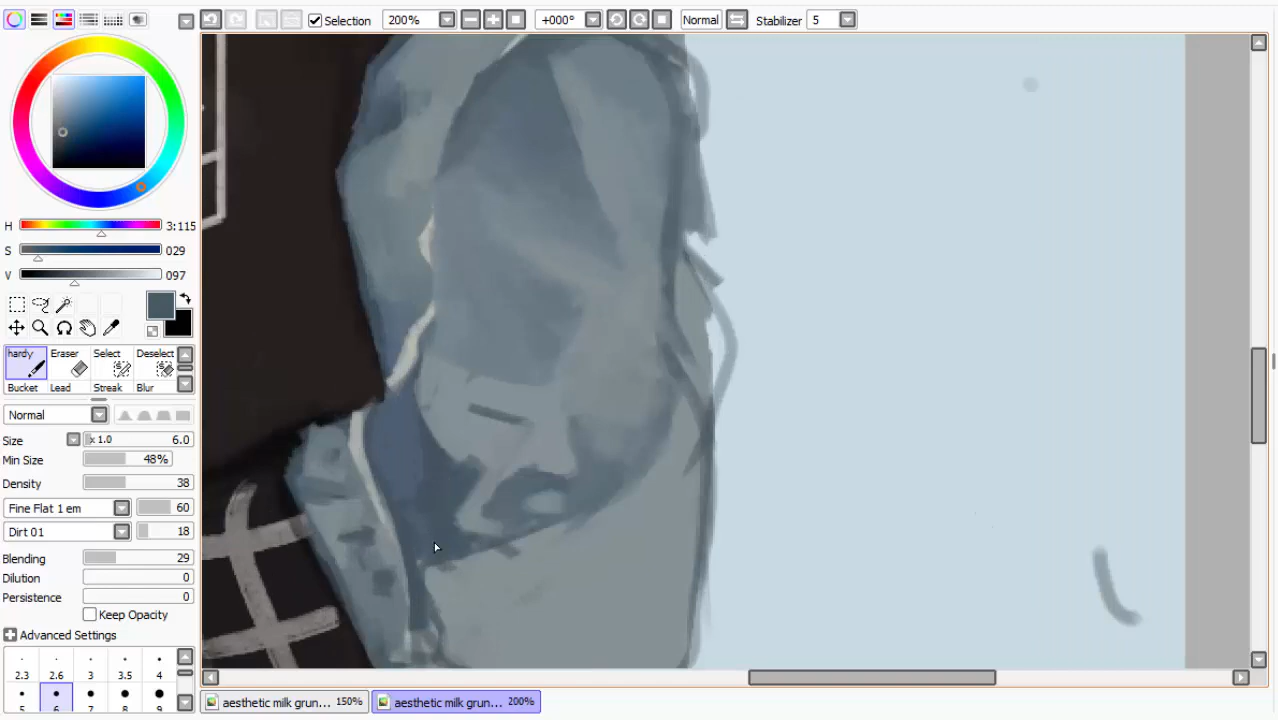 Selection 200% +000° Normal Stabilizer 5
H 3:115
S 029
V 097
hardy Eraser Select Deselect
Bucket Lead Streak Blur
Normal
Size x 1.0 6.0
Min Size 48%
Density 38
Fine Flat 1 em 60
Dirt 01 18
Blending 29
Dilution 0
Persistence 0
Keep Opacity
Advanced Settings
2.3 2.6 3 3.5 4
5 6 7 8 9
aesthetic milk grun... 150% aesthetic milk grun... 200%